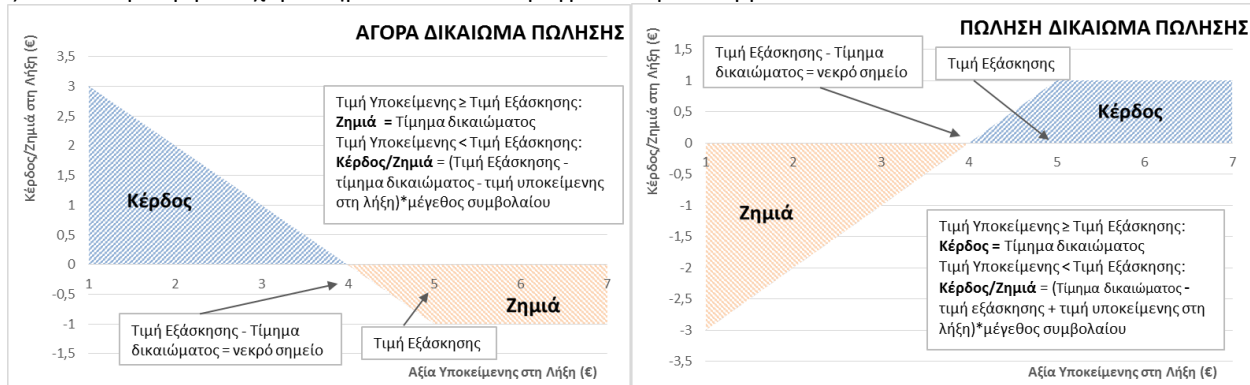 ΑΓΟΡΑ ΔΙΚΑΙΩΜΑ ΠΩΛΗΣΗΣ
Κέρδος/Ζημιά στη Λήξη (€)
3,5
3
2,5
2
1,5
1
0,5
0
-0,5
-1
-1,5
1 2 3 4 5 6 7
Τιμή Υποκείμενης ≥ Τιμή Εξάσκησης:
Ζημιά = Τίμημα δικαιώματος
Τιμή Υποκείμενης < Τιμή Εξάσκησης:
Κέρδος/Ζημιά = (Τιμή Εξάσκησης -
τίμημα δικαιώματος - τιμή υποκείμενης
στη λήξη)*μέγεθος συμβολαίου
Κέρδος
Ζημιά
Τιμή Εξάσκησης - Τίμημα
δικαιώματος = νεκρό σημείο
Τιμή Εξάσκησης
Αξία Υποκείμενης στη Λήξη (€)
ΠΩΛΗΣΗ ΔΙΚΑΙΩΜΑ ΠΩΛΗΣΗΣ
Κέρδος/Ζημιά στη Λήξη (€)
1,5
1
0,5
0
-0,5
-1
-1,5
-2
-2,5
-3
-3,5
1 2 3 4 5 6 7
Τιμή Εξάσκησης - Τίμημα
δικαιώματος = νεκρό σημείο
Τιμή Εξάσκησης
Κέρδος
Ζημιά
Τιμή Υποκείμενης ≥ Τιμή Εξάσκησης:
Κέρδος = Τίμημα δικαιώματος
Τιμή Υποκείμενης < Τιμή Εξάσκησης:
Κέρδος/Ζημιά = (Τίμημα δικαιώματος -
τιμή εξάσκησης + τιμή υποκείμενης στη
λήξη)*μέγεθος συμβολαίου
Αξία Υποκείμενης στη Λήξη (€)